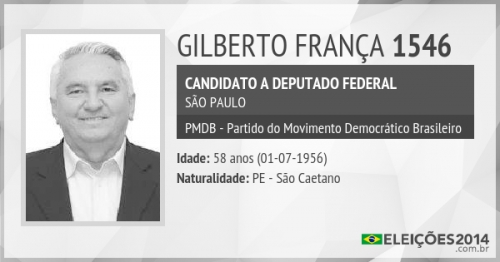 GILBERTO FRANÇA 1546
CANDIDATO A DEPUTADO FEDERAL
SÃO PAULO
PMDB - Partido do Movimento Democrático Brasileiro
Idade: 58 anos (01-07-1956)
Naturalidade: PE - São Caetano
ELEIÇÕES2014
.com.br